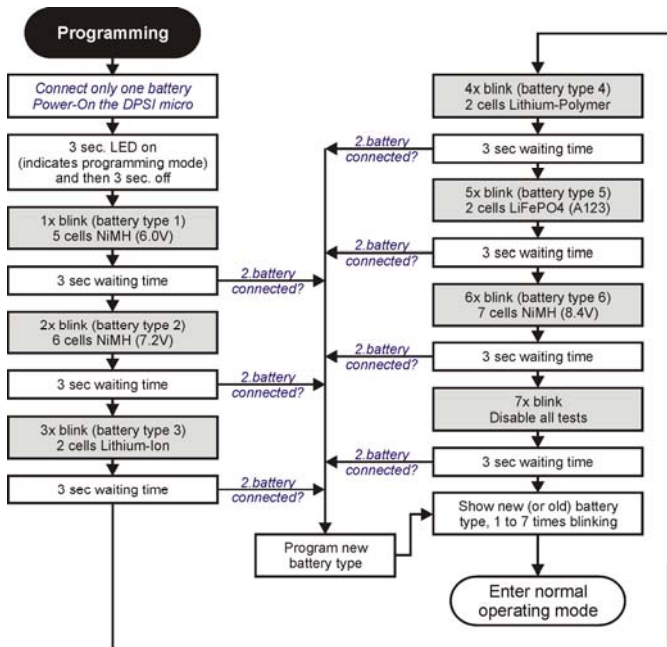 Programming
Connect only one battery
Power-On the DPSI micro
3 sec. LED on
(indicates programming mode)
and then 3 sec. off
1x blink (battery type 1)
5 cells NiMH (6.0V)
3 sec waiting time
2.battery
connected?
2x blink (battery type 2)
6 cells NiMH (7.2V)
3 sec waiting time
2.battery
connected?
3x blink (battery type 3)
2 cells Lithium-Ion
3 sec waiting time
2.battery
connected?
4x blink (battery type 4)
2 cells Lithium-Polymer
2.battery
connected?
3 sec waiting time
5x blink (battery type 5)
2 cells LiFePO4 (A123)
2.battery
connected?
3 sec waiting time
6x blink (battery type 6)
7 cells NiMH (8.4V)
2.battery
connected?
3 sec waiting time
7x blink
Disable all tests
2.battery
connected?
3 sec waiting time
Program new
battery type
Show new (or old) battery
type, 1 to 7 times blinking
Enter normal
operating mode